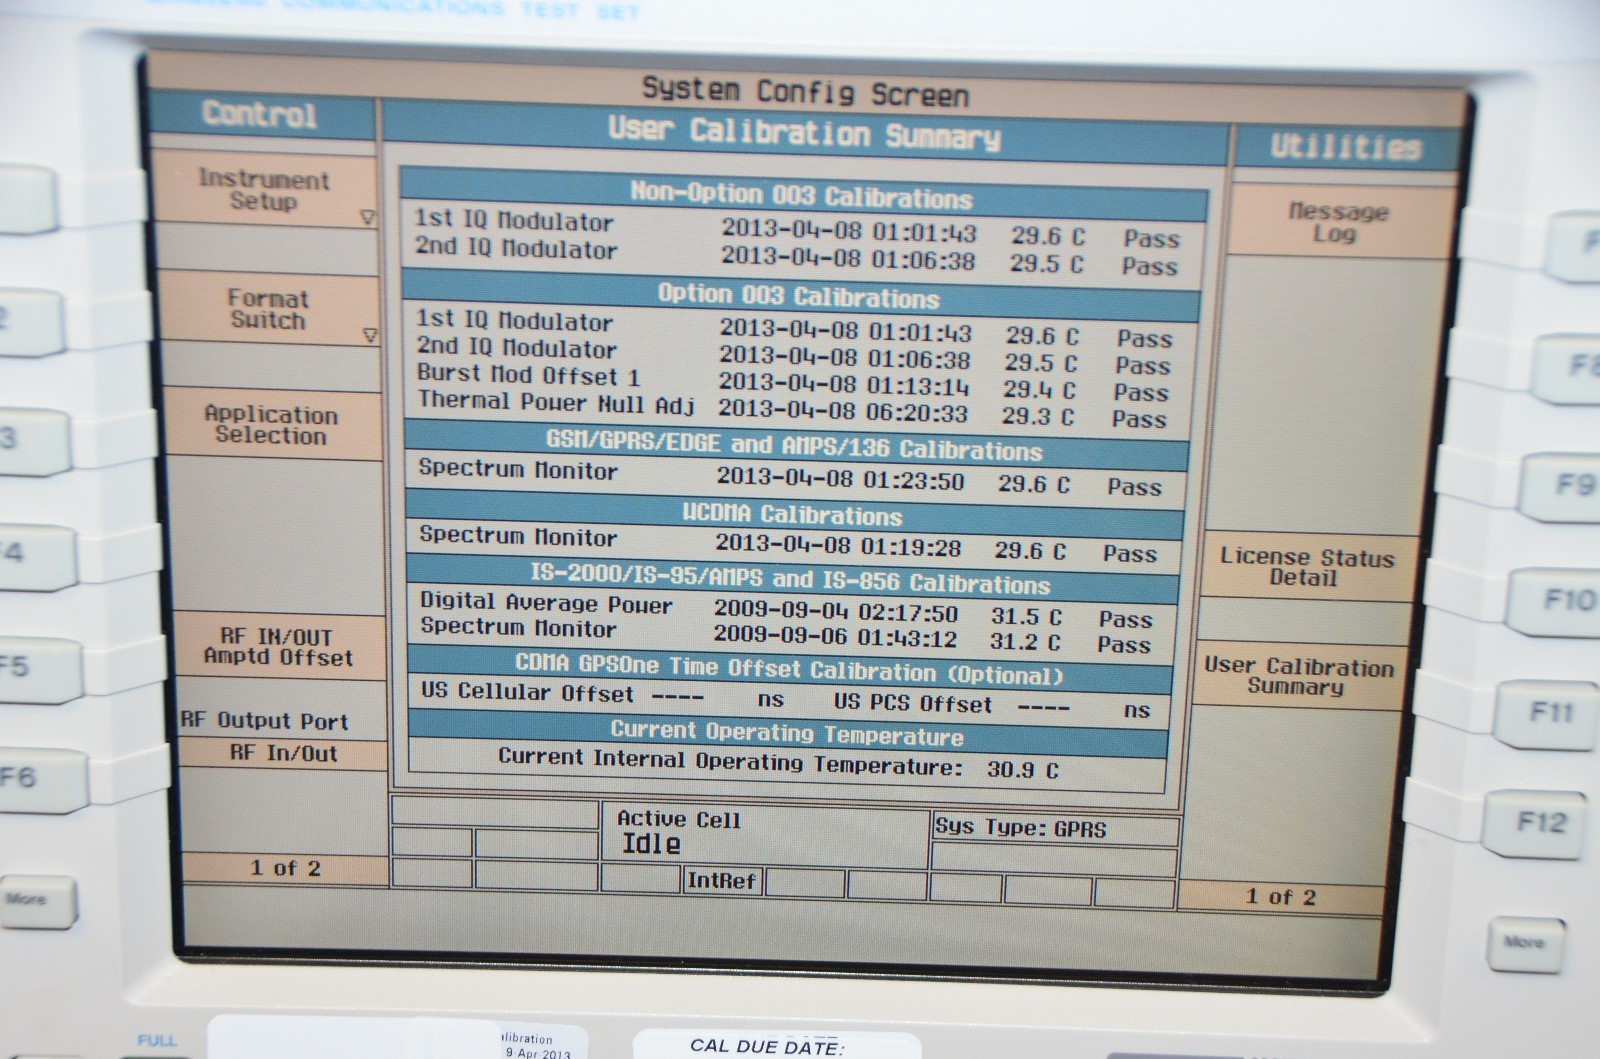 COMMUNICATIONS TEST SET
System Config Screen
Control
User Calibration Summary
Utilities
Instrument
Setup
Format
Switch
Application
Selection
RF IN/OUT
Amptd Offset
RF Output Port
RF In/Out
1 of 2
Non-Option 003 Calibrations
1st IQ Modulator 2013-04-08 01:01:43 29.6 C Pass
2nd IQ Modulator 2013-04-08 01:06:38 29.5 C Pass
Option 003 Calibrations
1st IQ Modulator 2013-04-08 01:01:43 29.6 C Pass
2nd IQ Modulator 2013-04-08 01:06:38 29.5 C Pass
Burst Mod Offset 1 2013-04-08 01:13:14 29.4 C Pass
Thermal Power Null Adj 2013-04-08 06:20:33 29.3 C Pass
GSM/GPRS/EDGE and AMPS/136 Calibrations
Spectrum Monitor 2013-04-08 01:23:50 29.6 C Pass
WCDMA Calibrations
Spectrum Monitor 2013-04-08 01:19:28 29.6 C Pass
IS-2000/IS-95/AMPS and IS-856 Calibrations
Digital Average Power 2009-09-04 02:17:50 31.5 C Pass
Spectrum Monitor 2009-09-06 01:43:12 31.2 C Pass
CDMA GPSOne Time Offset Calibration (Optional)
US Cellular Offset ---- ns US PCS Offset ---- ns
Current Operating Temperature
Current Internal Operating Temperature: 30.9 C
Active Cell
Idle
Sys Type: GPRS
IntRef
Message
Log
License Status
Detail
User Calibration
Summary
1 of 2
2
3
F4
F5
F6
More
F8
F9
F10
F11
F12
More
FULL
9 Apr 2013
CAL DUE DATE: